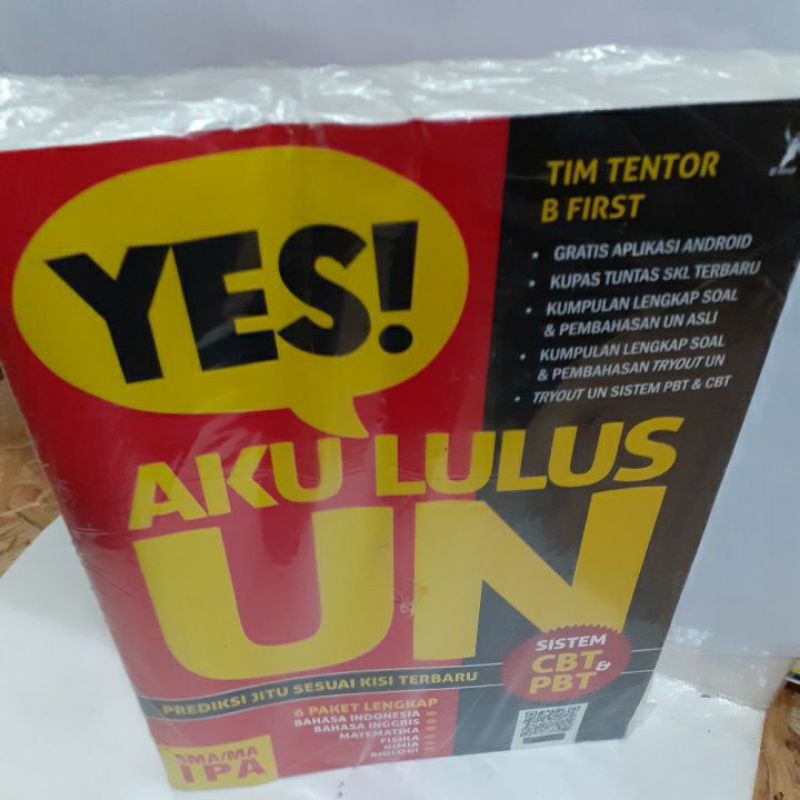 YES!
AKU LULUS
UN
TIM TENTOR
B FIRST
• GRATIS APLIKASI ANDROID
• KUPAS TUNTAS SKL TERBARU
• KUMPULAN LENGKAP SOAL
& PEMBAHASAN UN ASLI
• KUMPULAN LENGKAP SOAL
& PEMBAHASAN TRYOUT UN
• TRYOUT UN SISTEM PBT & CBT
SISTEM
CBT &
PBT
PREDIKSI JITU SESUAI KISI TERBARU
6 PAKET LENGKAP
BAHASA INDONESIA
BAHASA INGGRIS
MATEMATIKA
FISIKA
KIMIA
BIOLOGI
SMA/MA
IPA